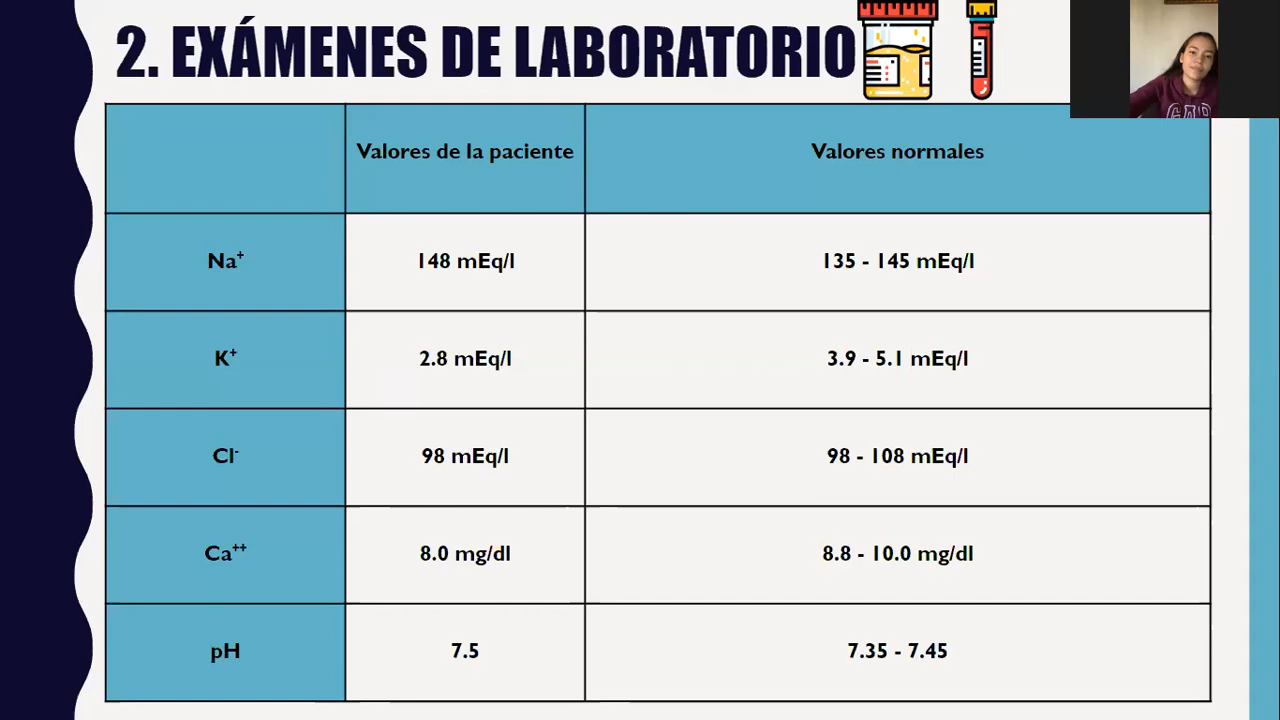 2. EXÁMENES DE LABORATORIO
Valores de la paciente
Valores normales
Na⁺
148 mEq/l
135 - 145 mEq/l
K⁺
2.8 mEq/l
3.9 - 5.1 mEq/l
Cl⁻
98 mEq/l
98 - 108 mEq/l
Ca⁺⁺
8.0 mg/dl
8.8 - 10.0 mg/dl
pH
7.5
7.35 - 7.45
GAP